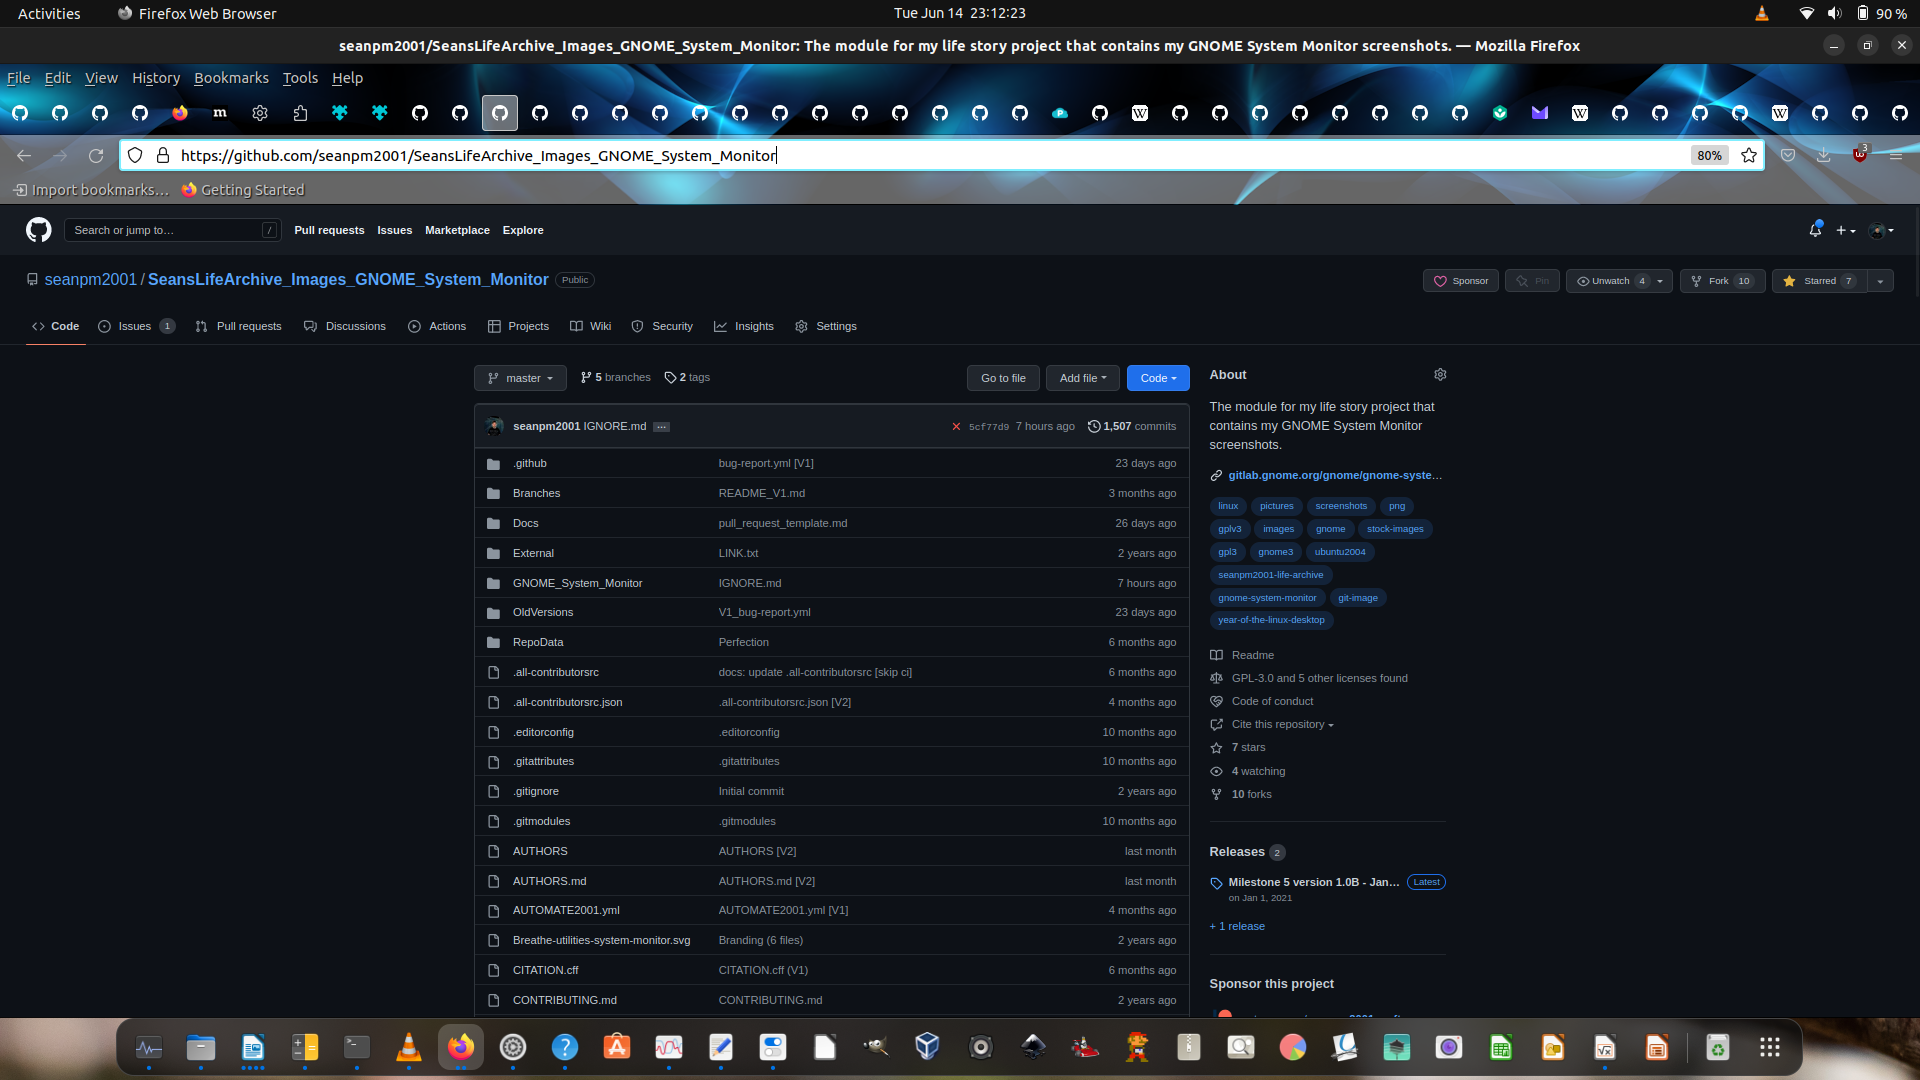 Activities Firefox Web Browser Tue Jun 14 23:12:23 90 %
seanpm2001/SeansLifeArchive_Images_GNOME_System_Monitor: The module for my life story project that contains my GNOME System Monitor screenshots. — Mozilla Firefox
File Edit View History Bookmarks Tools Help
https://github.com/seanpm2001/SeansLifeArchive_Images_GNOME_System_Monitor 80% 3
Import bookmarks… Getting Started
Search or jump to… / Pull requests Issues Marketplace Explore
seanpm2001 / SeansLifeArchive_Images_GNOME_System_Monitor Public Sponsor Pin Unwatch 4 Fork 10 Starred 7
Code Issues 1 Pull requests Discussions Actions Projects Wiki Security Insights Settings
master 5 branches 2 tags Go to file Add file Code
seanpm2001 IGNORE.md ... 5cf77d9 7 hours ago 1,507 commits
.github bug-report.yml [V1] 23 days ago
Branches README_V1.md 3 months ago
Docs pull_request_template.md 26 days ago
External LINK.txt 2 years ago
GNOME_System_Monitor IGNORE.md 7 hours ago
OldVersions V1_bug-report.yml 23 days ago
RepoData Perfection 6 months ago
.all-contributorsrc docs: update .all-contributorsrc [skip ci] 6 months ago
.all-contributorsrc.json .all-contributorsrc.json [V2] 4 months ago
.editorconfig .editorconfig 10 months ago
.gitattributes .gitattributes 10 months ago
.gitignore Initial commit 2 years ago
.gitmodules .gitmodules 10 months ago
AUTHORS AUTHORS [V2] last month
AUTHORS.md AUTHORS.md [V2] last month
AUTOMATE2001.yml AUTOMATE2001.yml [V1] 4 months ago
Breathe-utilities-system-monitor.svg Branding (6 files) 2 years ago
CITATION.cff CITATION.cff (V1) 6 months ago
CONTRIBUTING.md CONTRIBUTING.md 2 years ago
About
The module for my life story project that
contains my GNOME System Monitor
screenshots.
gitlab.gnome.org/gnome/gnome-syste…
linux pictures screenshots png
gplv3 images gnome stock-images
gpl3 gnome3 ubuntu2004
seanpm2001-life-archive
gnome-system-monitor git-image
year-of-the-linux-desktop
Readme
GPL-3.0 and 5 other licenses found
Code of conduct
Cite this repository
7 stars
4 watching
10 forks
Releases 2
Milestone 5 version 1.0B - Jan… Latest
on Jan 1, 2021
+ 1 release
Sponsor this project